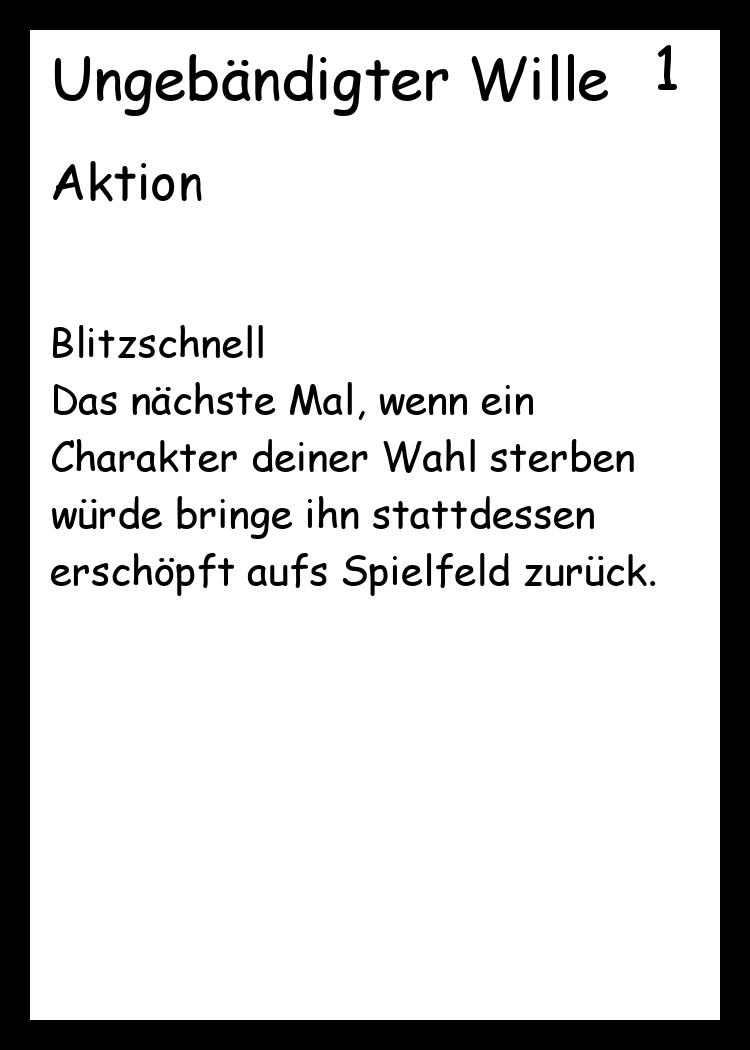 Ungebändigter Wille 1
Aktion
Blitzschnell
Das nächste Mal, wenn ein
Charakter deiner Wahl sterben
würde bringe ihn stattdessen
erschöpft aufs Spielfeld zurück.